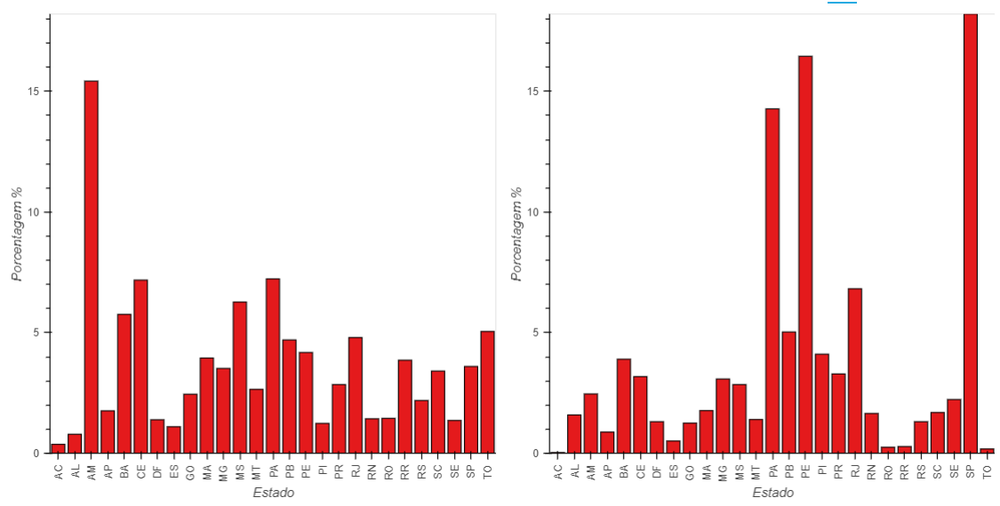 Porcentagem %
15
10
5
0
AC AL AM AP BA CE DF ES GO MA MG MS MT PA PB PE PI PR RJ RN RO RR RS SC SE SP TO
Estado
Porcentagem %
15
10
5
0
AC AL AM AP BA CE DF ES GO MA MG MS MT PA PB PE PI PR RJ RN RO RR RS SC SE SP TO
Estado